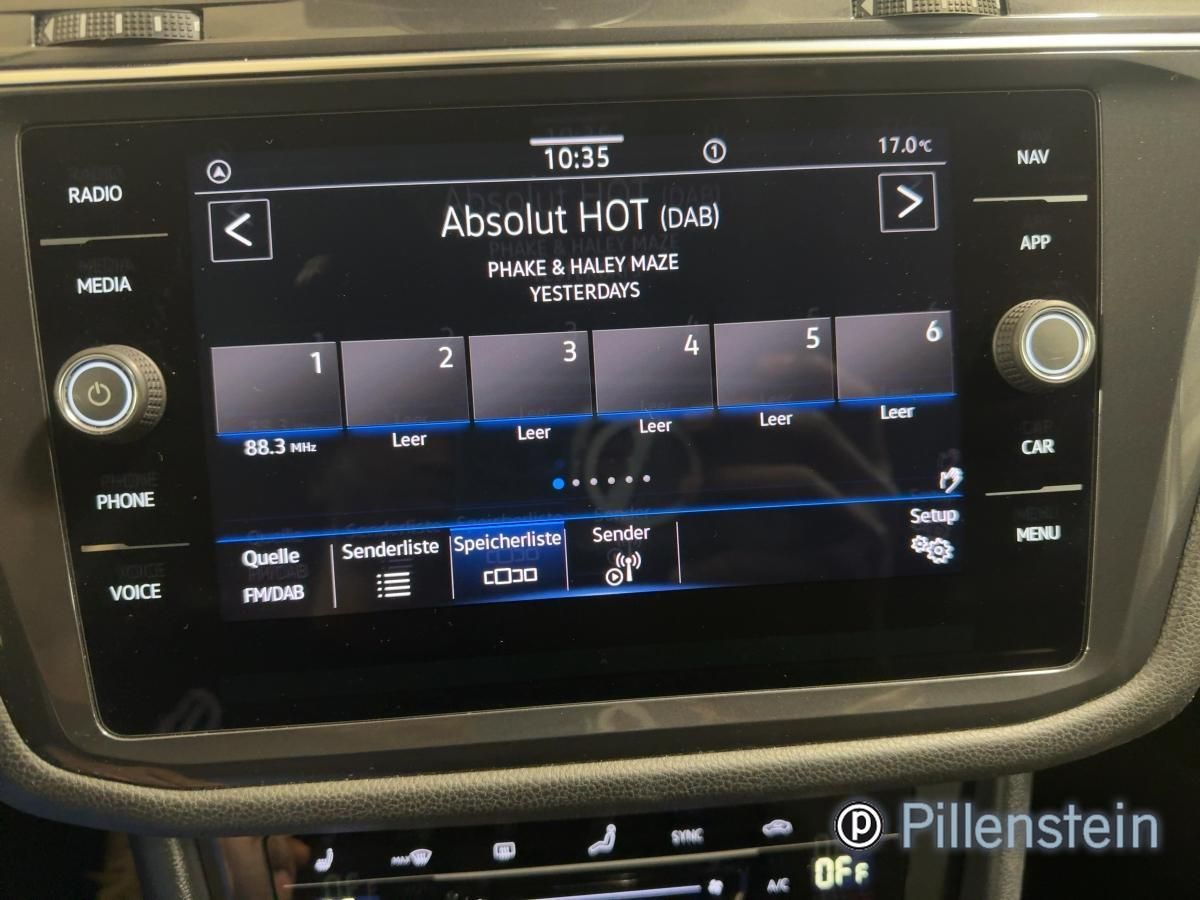 10:35
1
17.0°C
RADIO
MEDIA
PHONE
VOICE
<
Absolut HOT (DAB)
>
PHAKE & HALEY MAZE
YESTERDAYS
1 2 3 4 5 6
88.3 MHz Leer Leer Leer Leer Leer
Quelle
FM/DAB
Senderliste
Speicherliste
Sender
Setup
NAV
APP
CAR
MENU
MAX
SYNC
A/C
OFF
P Pillenstein